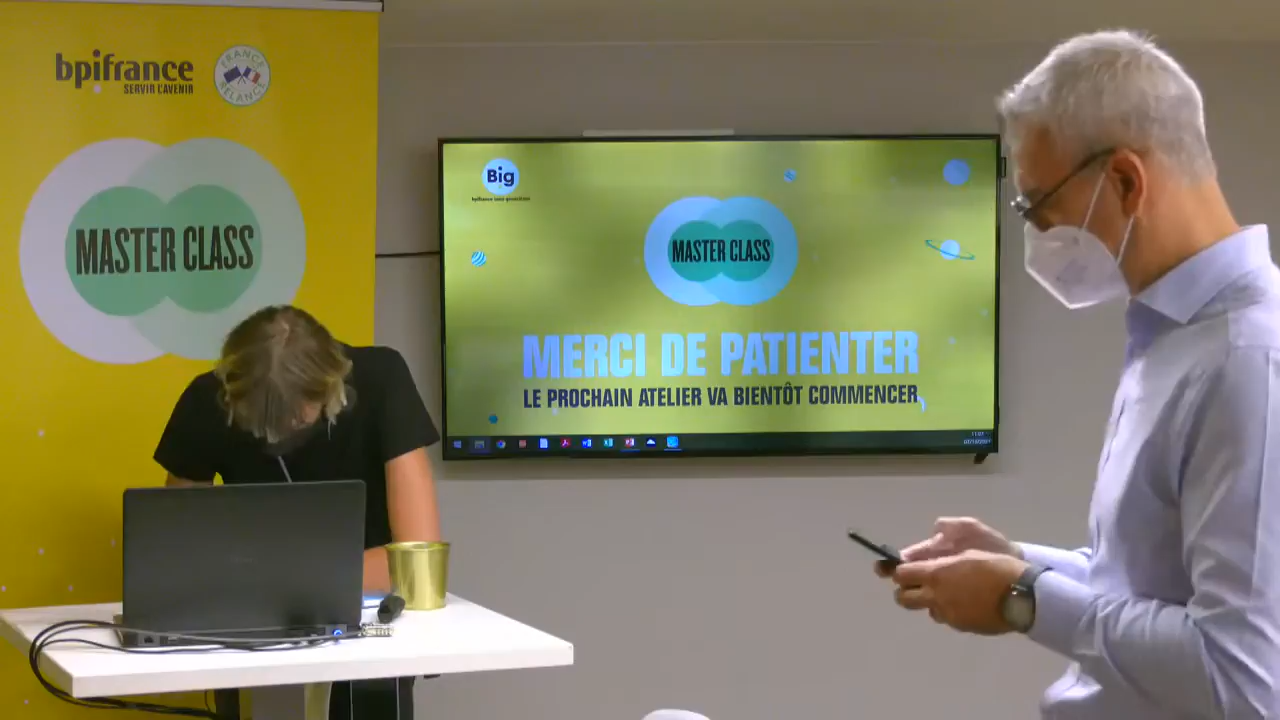 bpifrance
SERVIR L'AVENIR
FRANCE
RELANCE
MASTER CLASS
Big
MASTER CLASS
MERCI DE PATIENTER
LE PROCHAIN ATELIER VA BIENTÔT COMMENCER